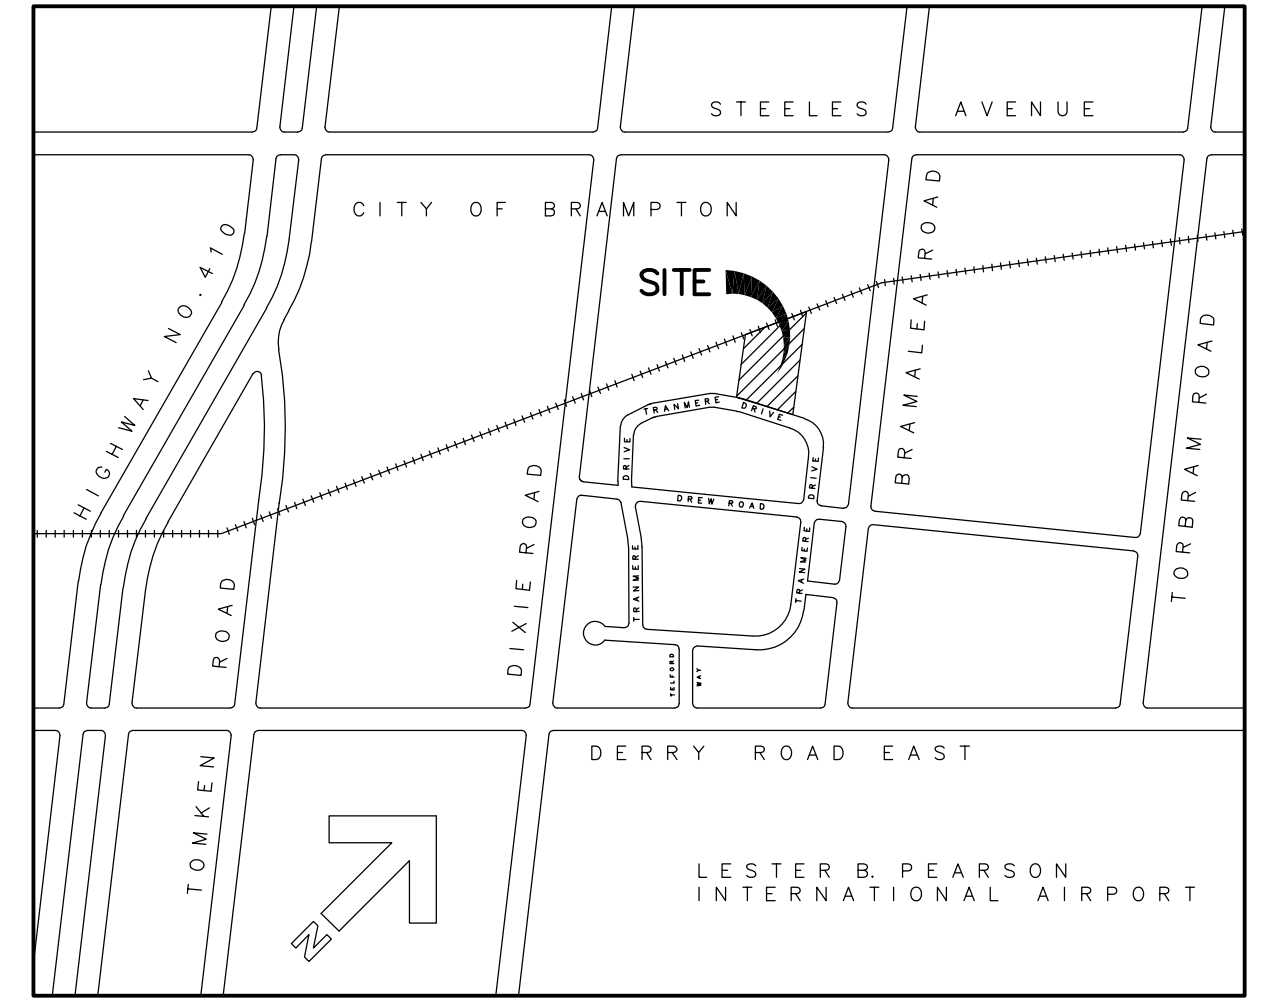 STEELES AVENUE
CITY OF BRAMPTON
HIGHWAY NO. 410
SITE
BRAMALEA ROAD
TORBRAM ROAD
TRANMERE DRIVE
DRIVE
DRIVE
DREW ROAD
DIXIE ROAD
TRANMERE
TRANMERE
TELFORD WAY
TOMKEN ROAD
DERRY ROAD EAST
LESTER B. PEARSON
INTERNATIONAL AIRPORT
N